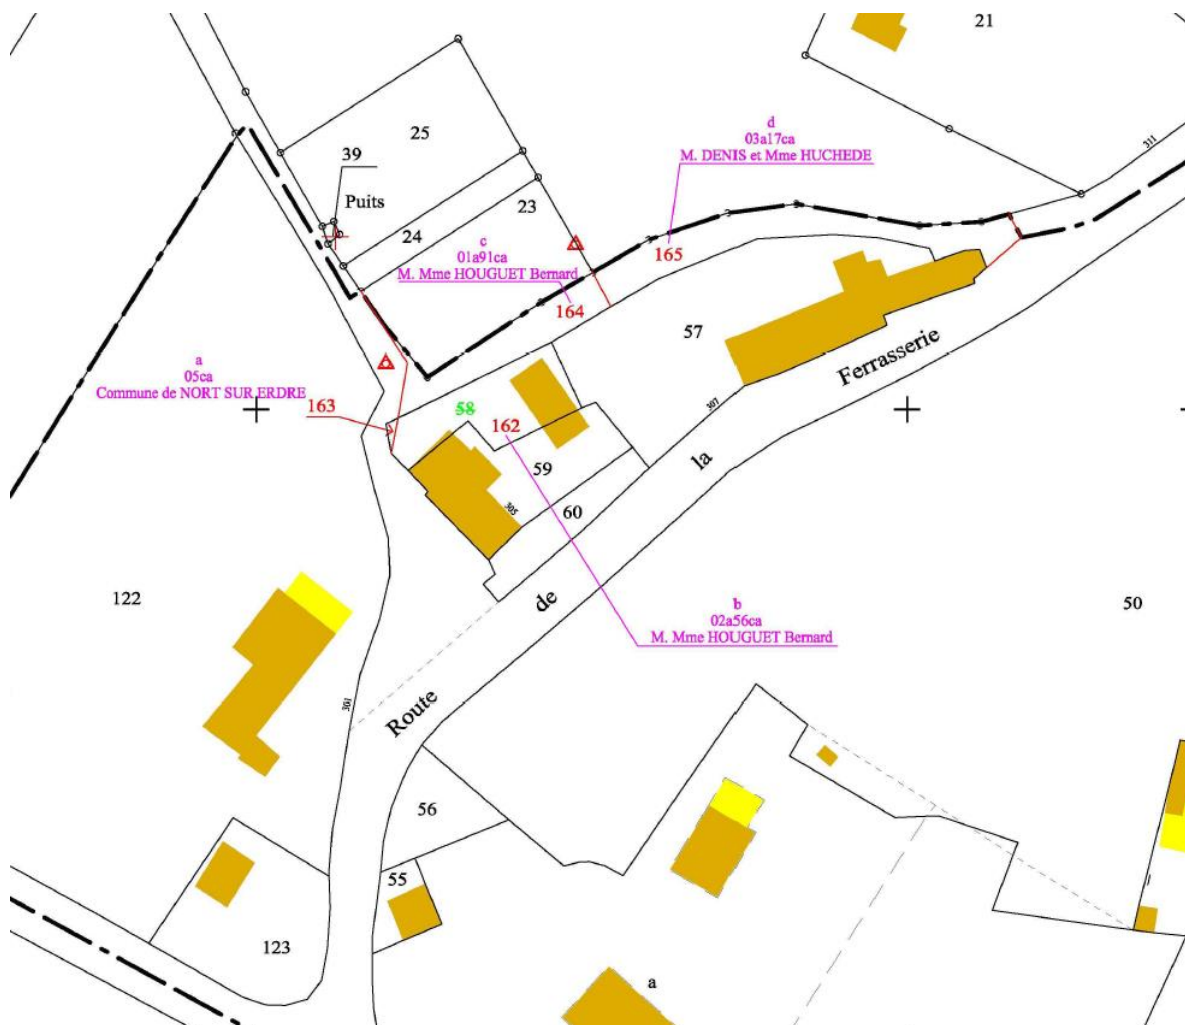 21
d
03a17ca
M. DENIS et Mme HUCHEDE
311
25
39
Puits
23
24
c
01a91ca
M. Mme HOUGUET Bernard
165
164
57
a
05ca
Commune de NORT SUR ERDRE
163
58
162
59
305
60
307
Route de la Ferrasserie
122
50
b
02a56ca
M. Mme HOUGUET Bernard
301
56
55
123
a